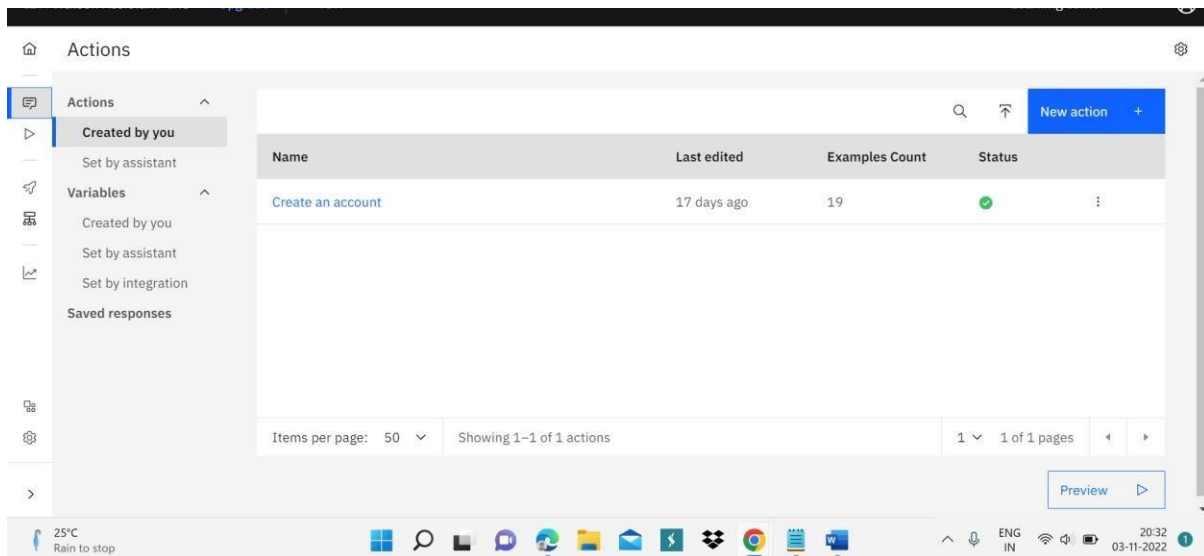 Actions
Actions
Created by you
Set by assistant
Variables
Created by you
Set by assistant
Set by integration
Saved responses
New action +
Name Last edited Examples Count Status
Create an account 17 days ago 19
Items per page: 50 Showing 1–1 of 1 actions 1 1 of 1 pages
Preview
25°C
Rain to stop
ENG
IN
20:32
03-11-2022
1